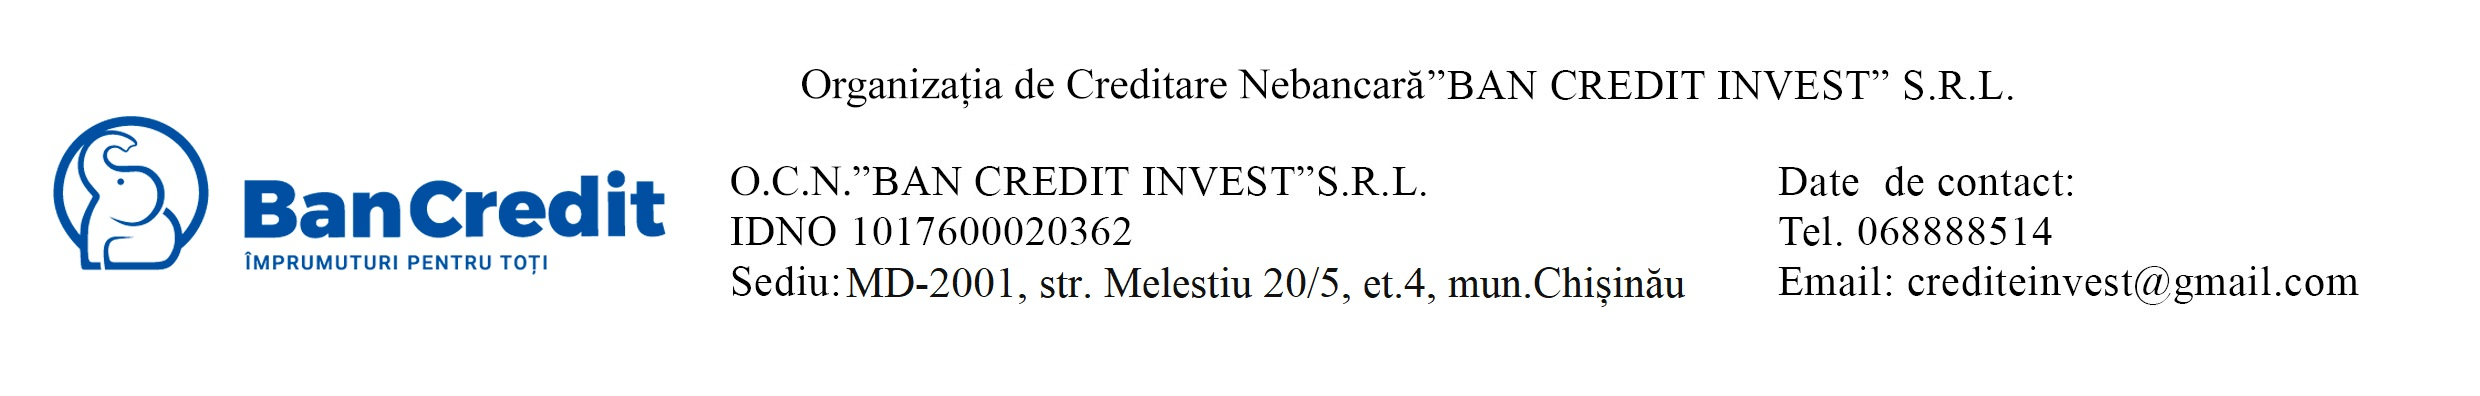 Organizația de Creditare Nebancară”BAN CREDIT INVEST” S.R.L.
BanCredit
ÎMPRUMUTURI PENTRU TOȚI
O.C.N.”BAN CREDIT INVEST”S.R.L.
IDNO 1017600020362
Sediu: MD-2001, str. Melestiu 20/5, et.4, mun.Chișinău
Date de contact:
Tel. 068888514
Email: crediteinvest@gmail.com